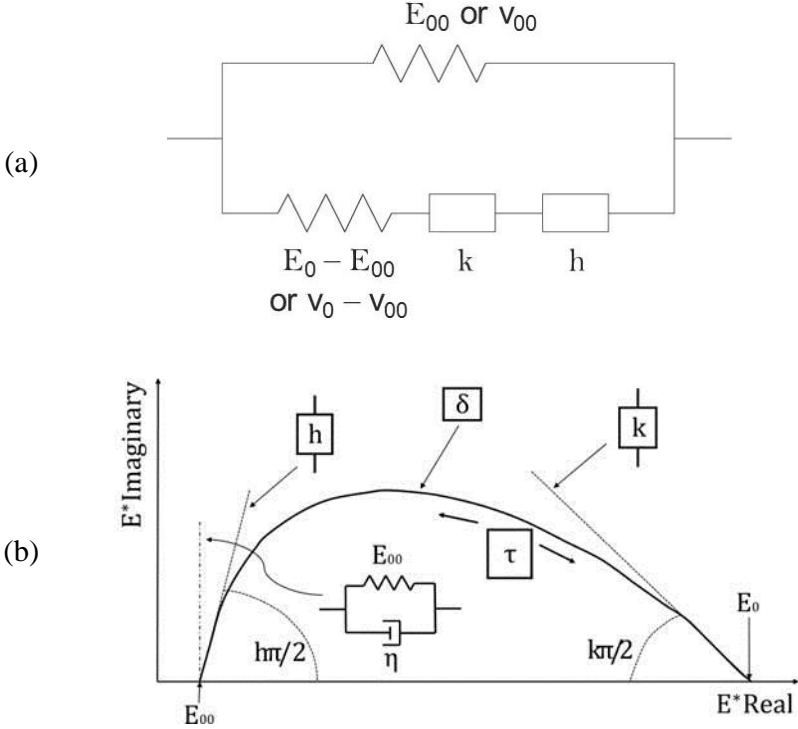 E₀₀ or v₀₀
(a)
E₀ – E₀₀
or v₀ – v₀₀
k
h
(b)
E*Imaginary
h
δ
k
τ
E₀₀
η
hπ/2
kπ/2
E₀
E₀₀
E*Real